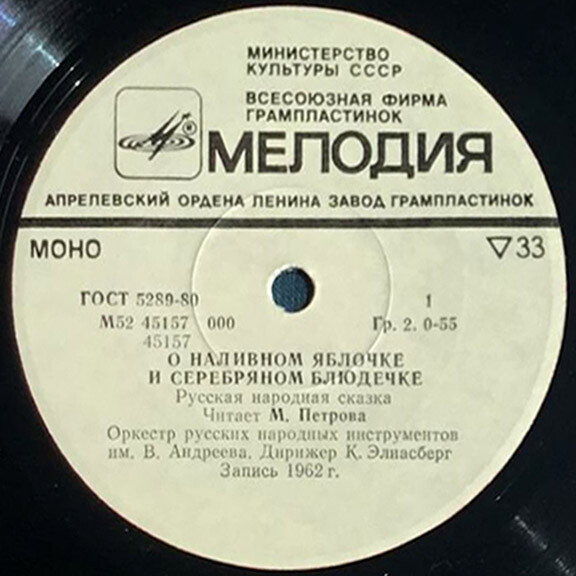 МИНИСТЕРСТВО
КУЛЬТУРЫ СССР
ВСЕСОЮЗНАЯ ФИРМА
ГРАМПЛАСТИНОК
®
МЕЛОДИЯ
АПРЕЛЕВСКИЙ ОРДЕНА ЛЕНИНА ЗАВОД ГРАМПЛАСТИНОК
МОНО ▽33
ГОСТ 5289-80 1
М52 45157 000 Гр. 2. 0-55
45157
О НАЛИВНОМ ЯБЛОЧКЕ
И СЕРЕБРЯНОМ БЛЮДЕЧКЕ
Русская народная сказка
Читает М. Петрова
Оркестр русских народных инструментов
им. В. Андреева. Дирижер К. Элиасберг
Запись 1962 г.